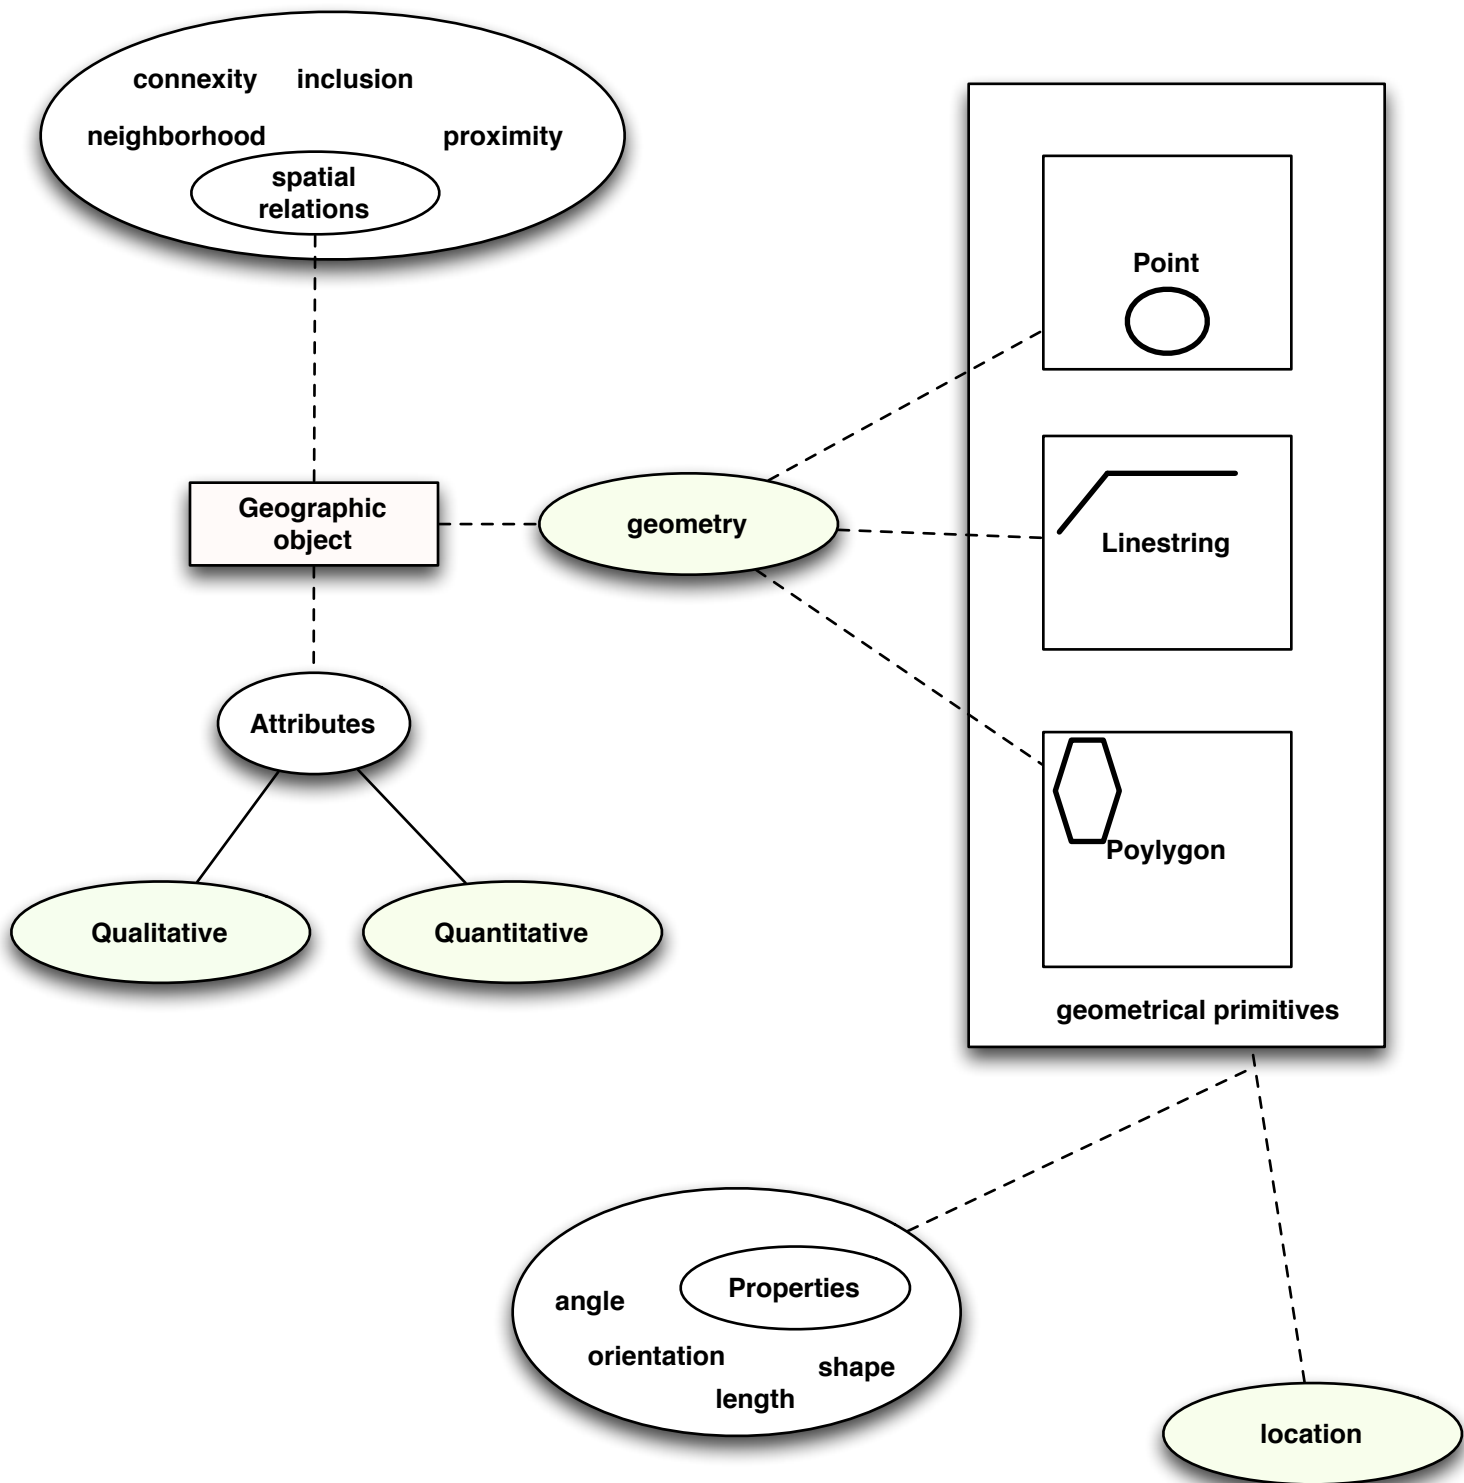 connexity inclusion
neighborhood proximity
spatial
relations
Point
Geographic
object
geometry
Linestring
Attributes
Poylygon
Qualitative
Quantitative
geometrical primitives
Properties
angle
orientation
shape
length
location